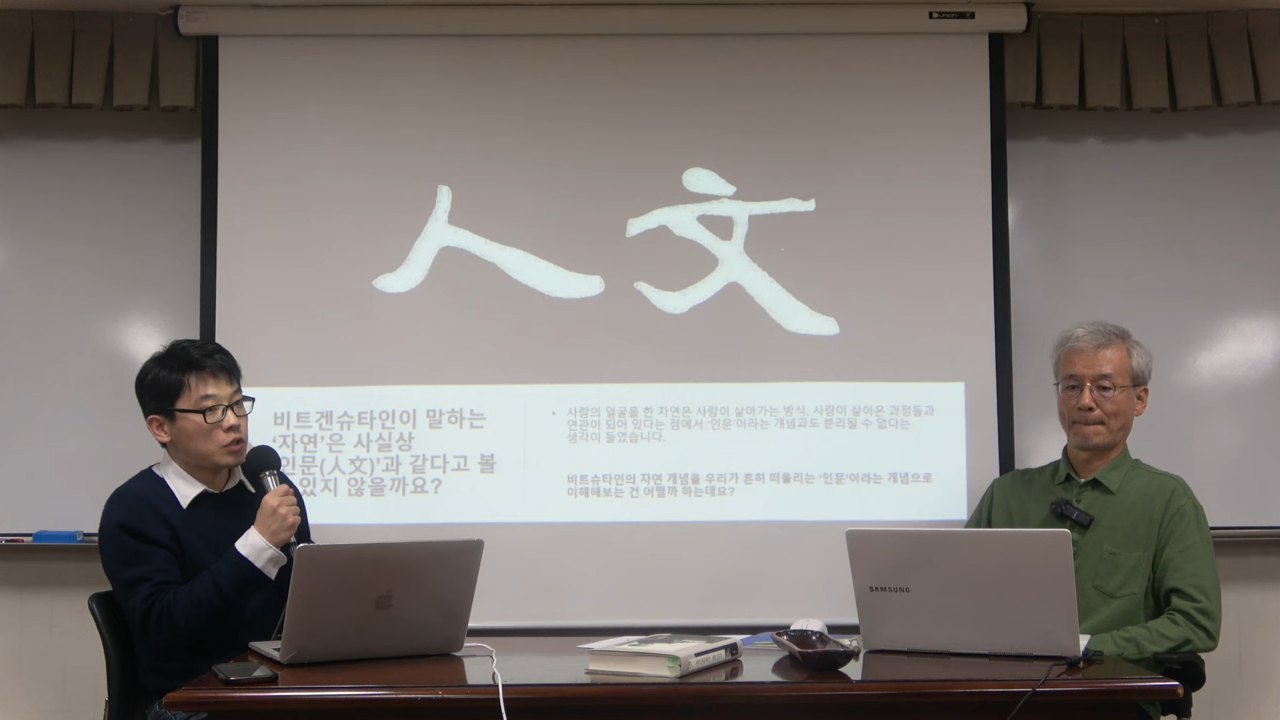 人文
비트겐슈타인이 말하는
‘자연’은 사실상
인문(人文)’과 같다고 볼
있지 않을까요?
• 사람의 얼굴을 한 자연은 사람이 살아가는 방식, 사람이 살아온 과정들과
연관이 되어 있다는 점에서 ‘인문’이라는 개념과도 분리될 수 없다는
생각이 들었습니다.
비트슈타인의 자연 개념을 우리가 흔히 떠올리는 ‘인문’이라는 개념으로
이해해보는 건 어떨까 하는데요?
SAMSUNG